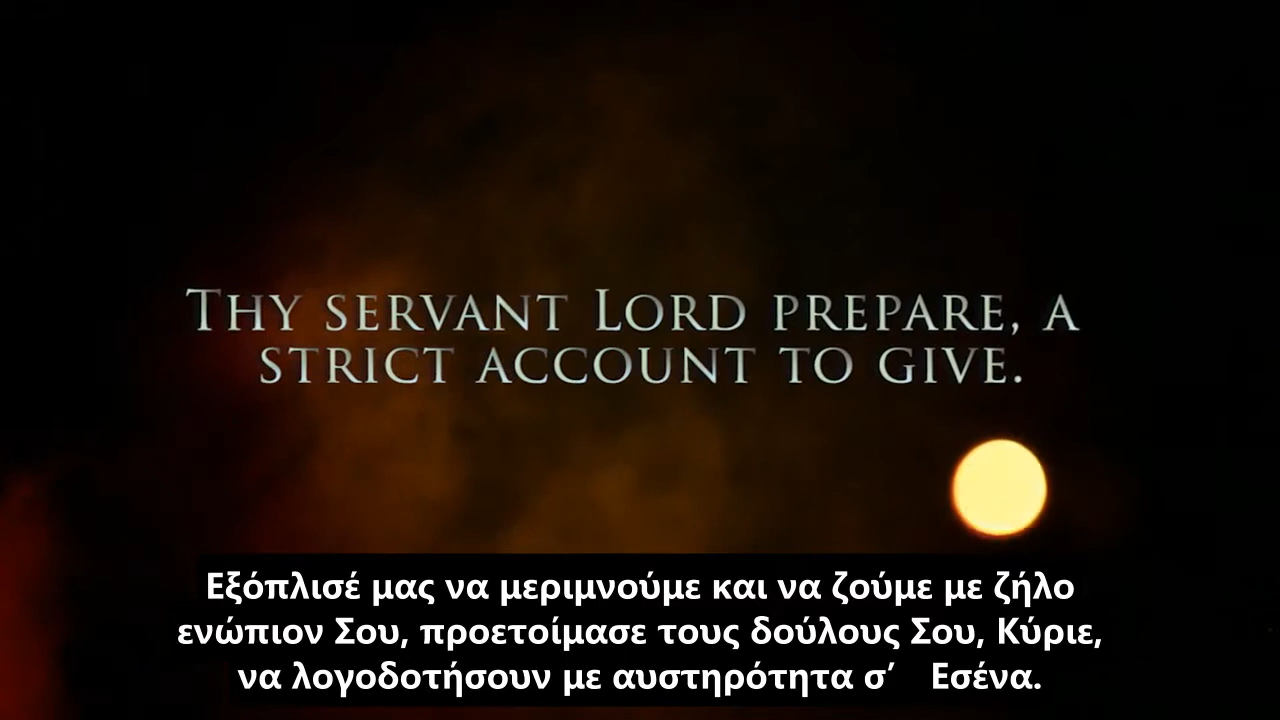 Thy servant Lord prepare, a
strict account to give.
Εξόπλισέ μας να μεριμνούμε και να ζούμε με ζήλο
ενώπιον Σου, προετοίμασε τους δούλους Σου, Κύριε,
να λογοδοτήσουν με αυστηρότητα σ’ Εσένα.